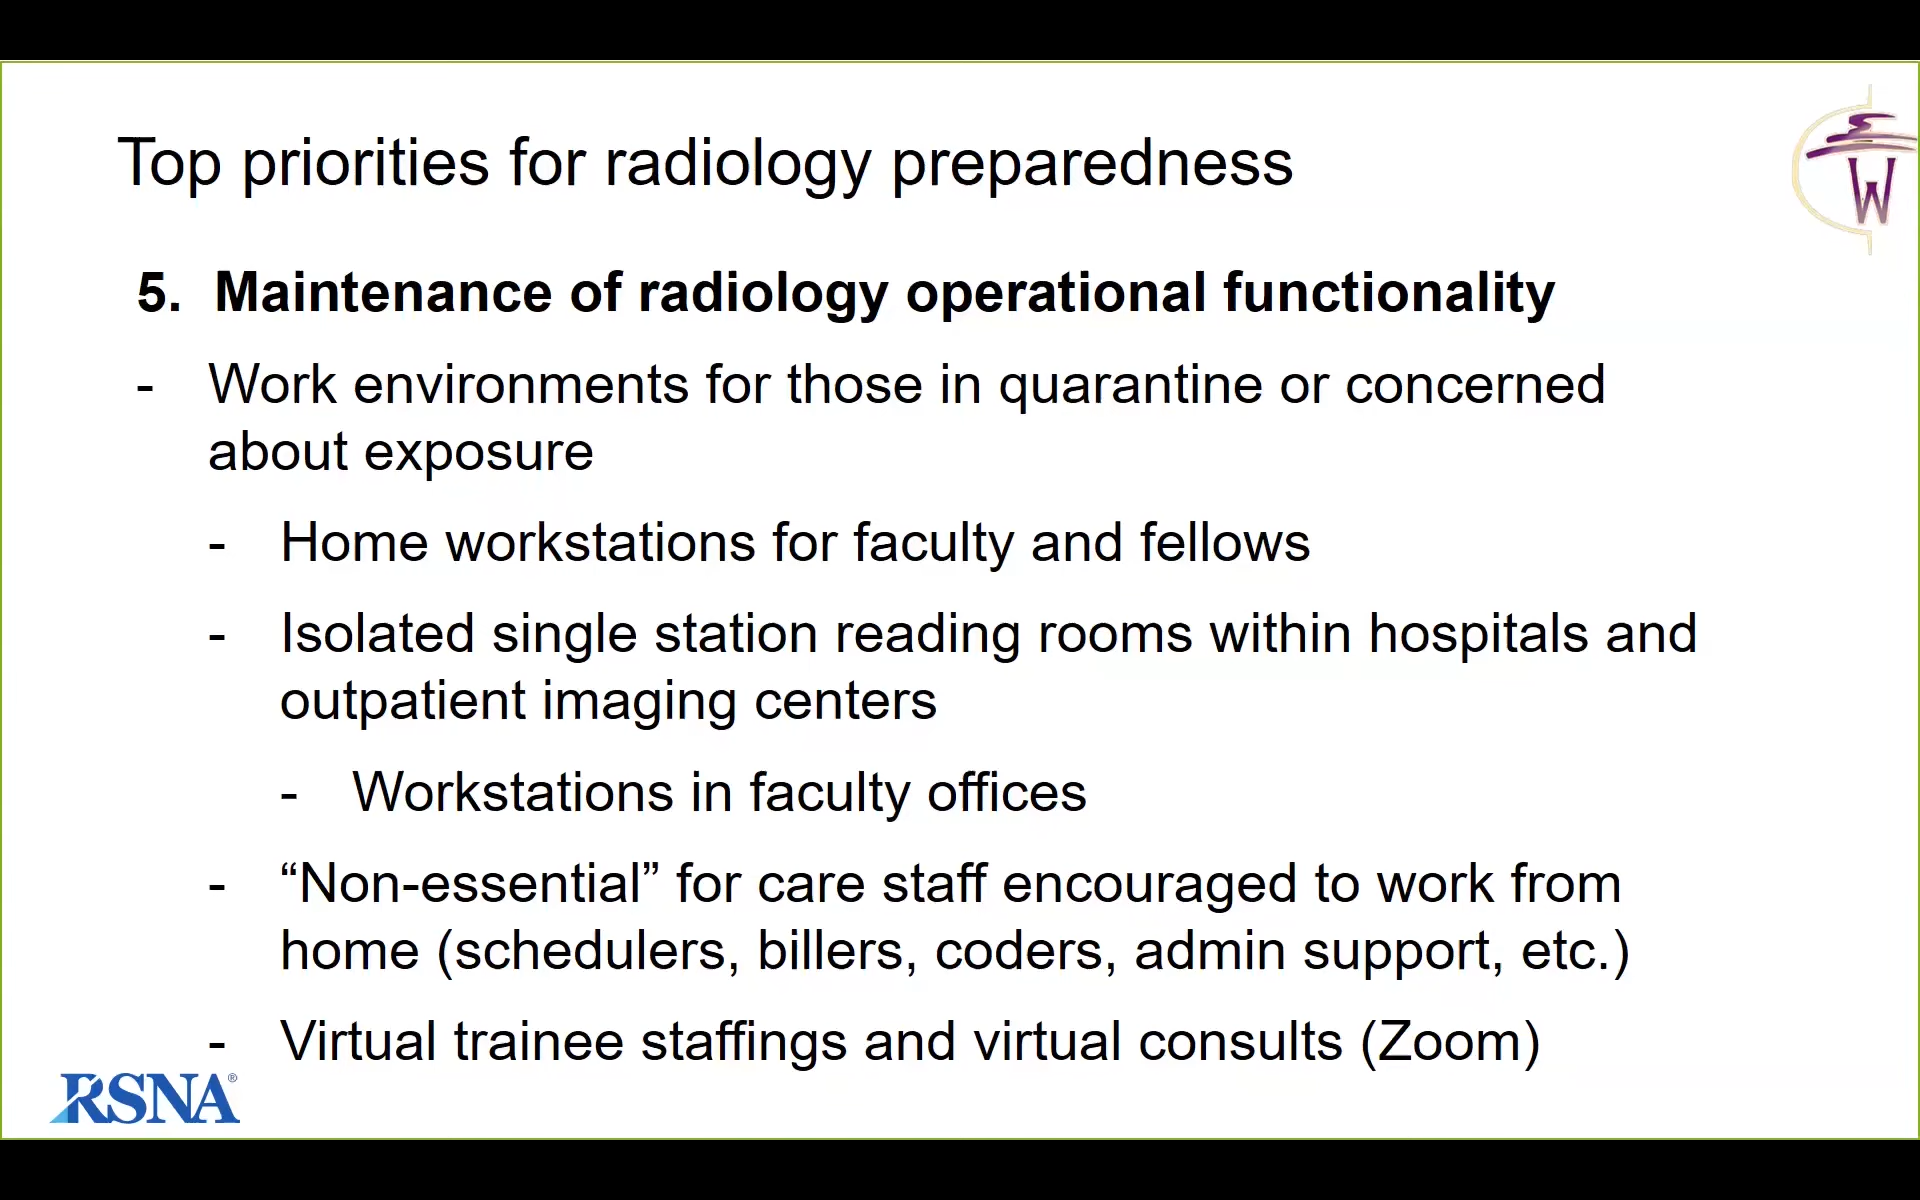 Top priorities for radiology preparedness
W
5. Maintenance of radiology operational functionality
- Work environments for those in quarantine or concerned
about exposure
- Home workstations for faculty and fellows
- Isolated single station reading rooms within hospitals and
outpatient imaging centers
- Workstations in faculty offices
- “Non-essential” for care staff encouraged to work from
home (schedulers, billers, coders, admin support, etc.)
- Virtual trainee staffings and virtual consults (Zoom)
RSNA®